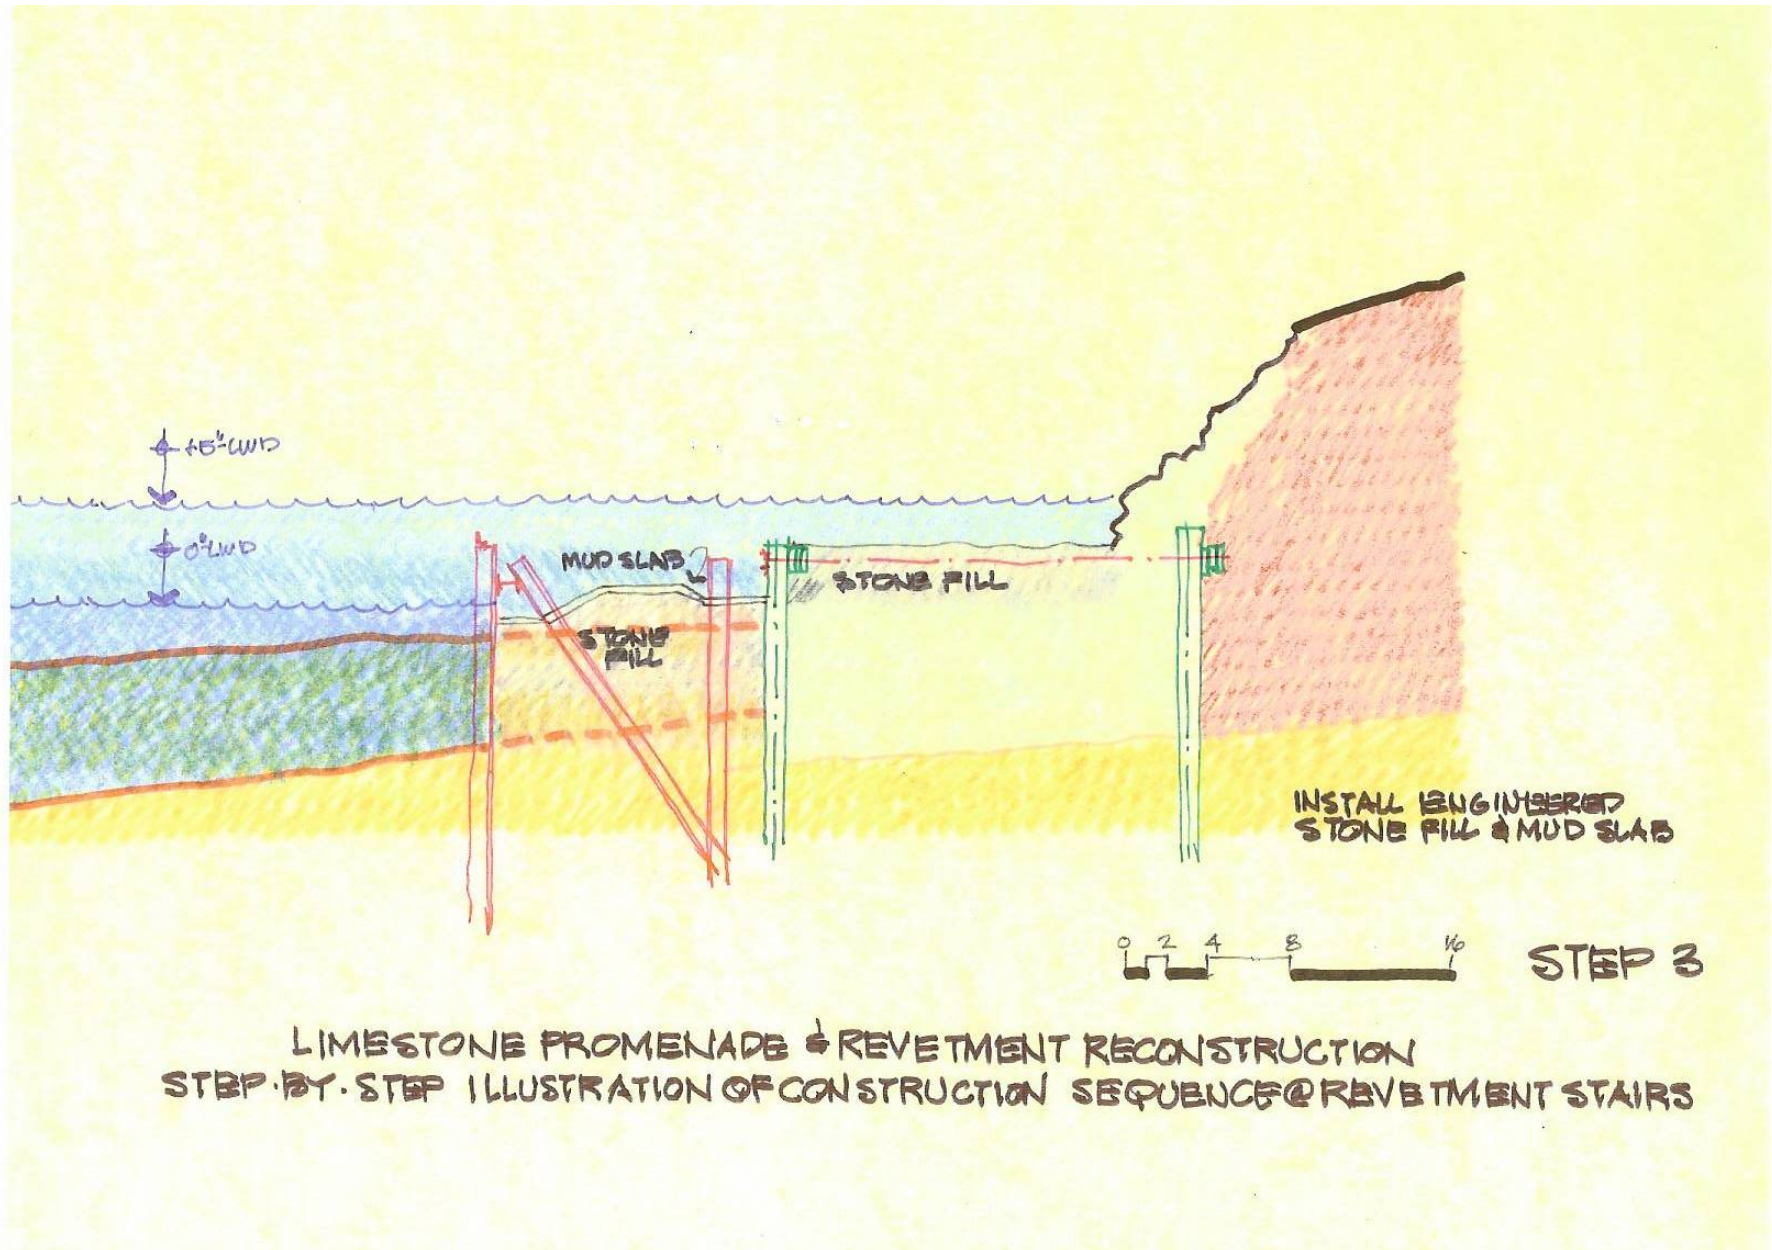 +5'-LWD
0'-LWD
MUD SLAB
STONE FILL
STONE
FILL
INSTALL ENGINEERED
STONE FILL & MUD SLAB
0 2 4 8 16
STEP 3
LIMESTONE PROMENADE & REVETMENT RECONSTRUCTION
STEP·BY·STEP ILLUSTRATION OF CONSTRUCTION SEQUENCE @ REVETMENT STAIRS